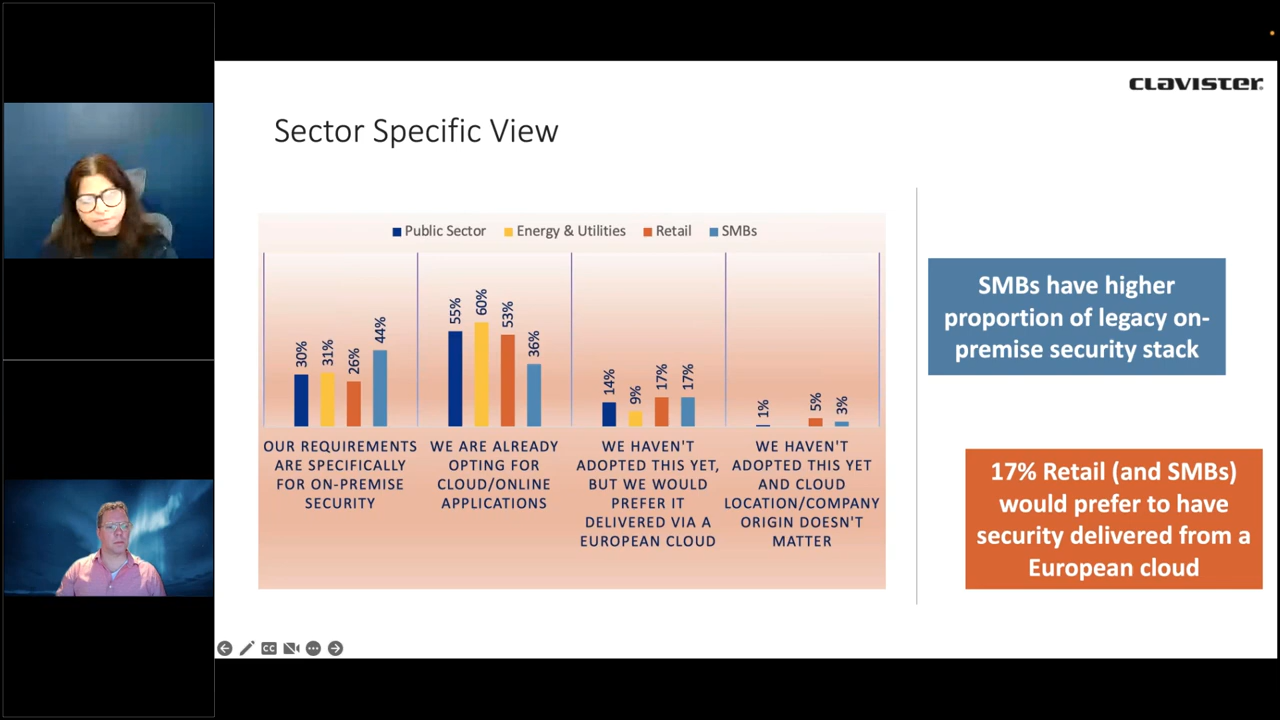 CLAVISTER
Sector Specific View
Public Sector
Energy & Utilities
Retail
SMBs
30%
31%
26%
44%
55%
60%
53%
36%
14%
9%
17%
17%
1%
5%
3%
OUR REQUIREMENTS
ARE SPECIFICALLY
FOR ON-PREMISE
SECURITY
WE ARE ALREADY
OPTING FOR
CLOUD/ONLINE
APPLICATIONS
WE HAVEN'T
ADOPTED THIS YET,
BUT WE WOULD
PREFER IT
DELIVERED VIA A
EUROPEAN CLOUD
WE HAVEN'T
ADOPTED THIS YET
AND CLOUD
LOCATION/COMPANY
ORIGIN DOESN'T
MATTER
SMBs have higher
proportion of legacy on-
premise security stack
17% Retail (and SMBs)
would prefer to have
security delivered from a
European cloud
CC